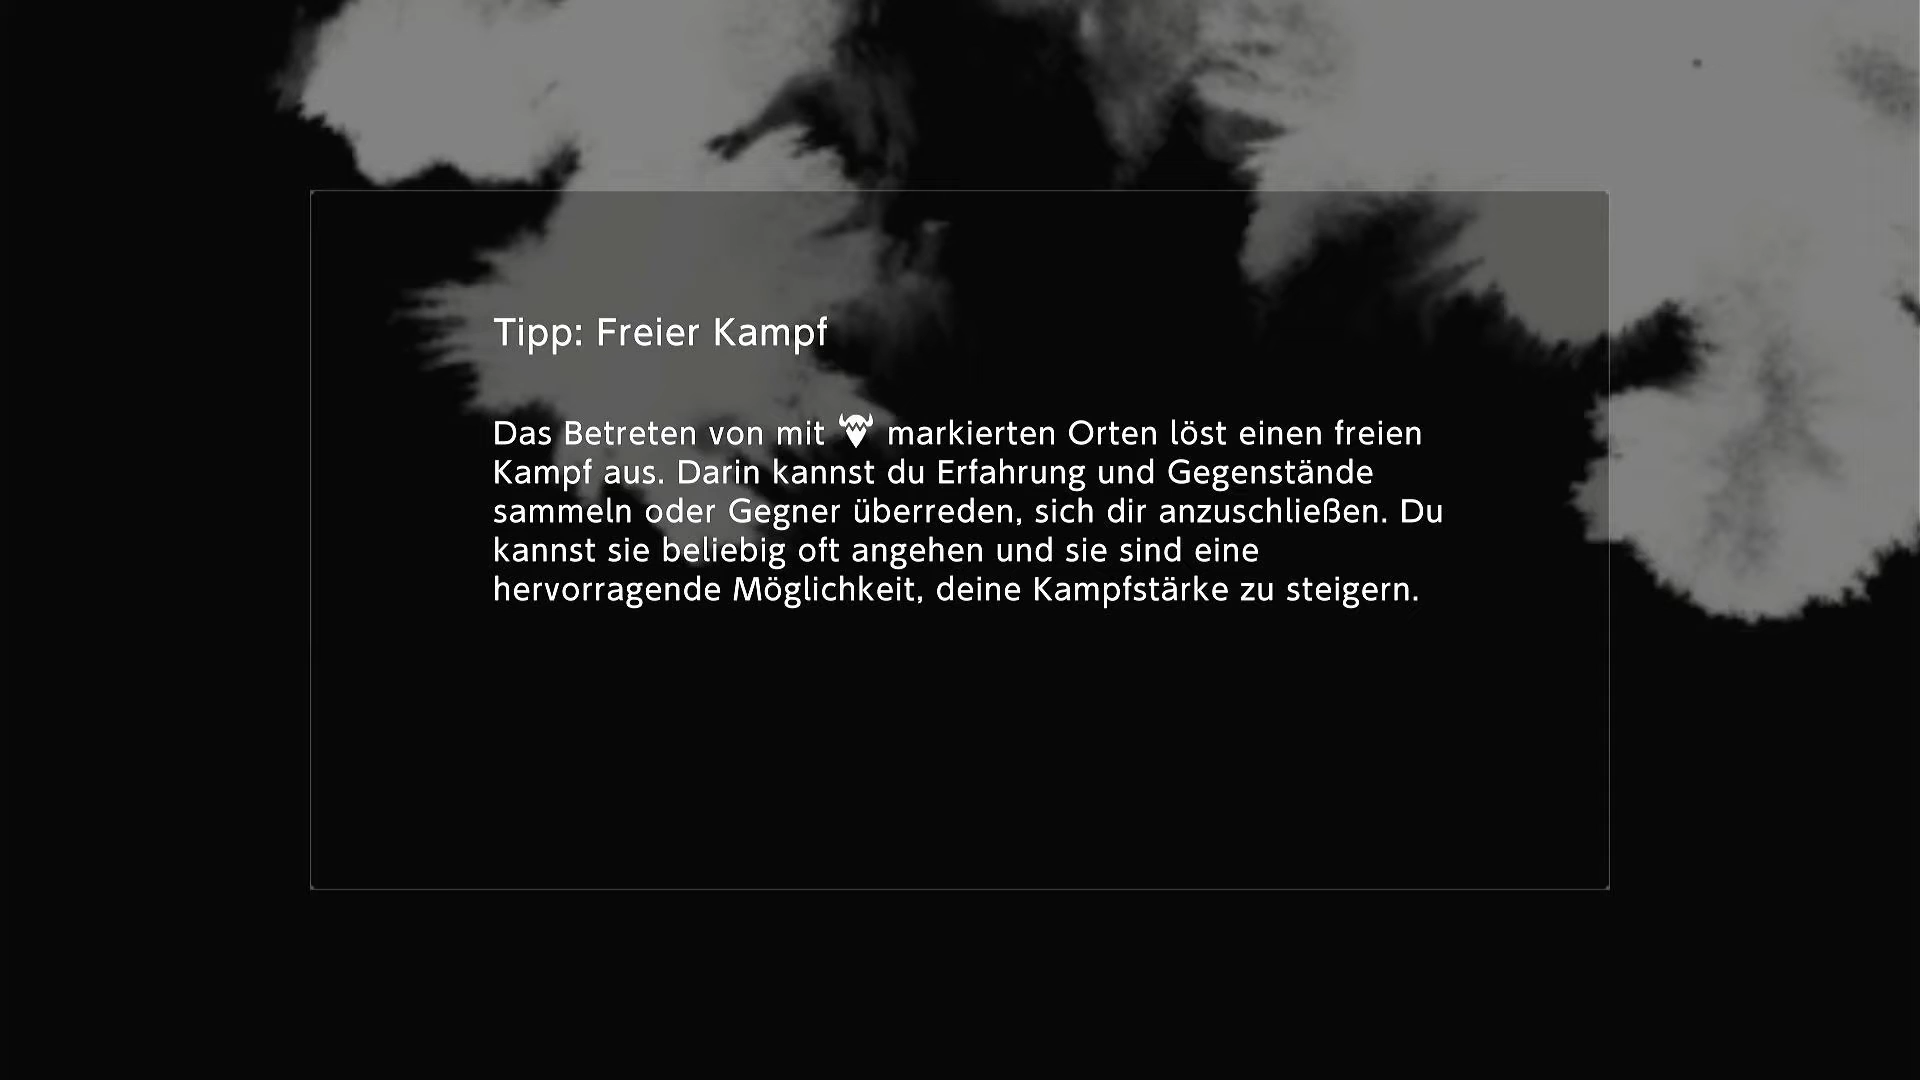 Tipp: Freier Kampf
Das Betreten von mit markierten Orten löst einen freien
Kampf aus. Darin kannst du Erfahrung und Gegenstände
sammeln oder Gegner überreden, sich dir anzuschließen. Du
kannst sie beliebig oft angehen und sie sind eine
hervorragende Möglichkeit, deine Kampfstärke zu steigern.